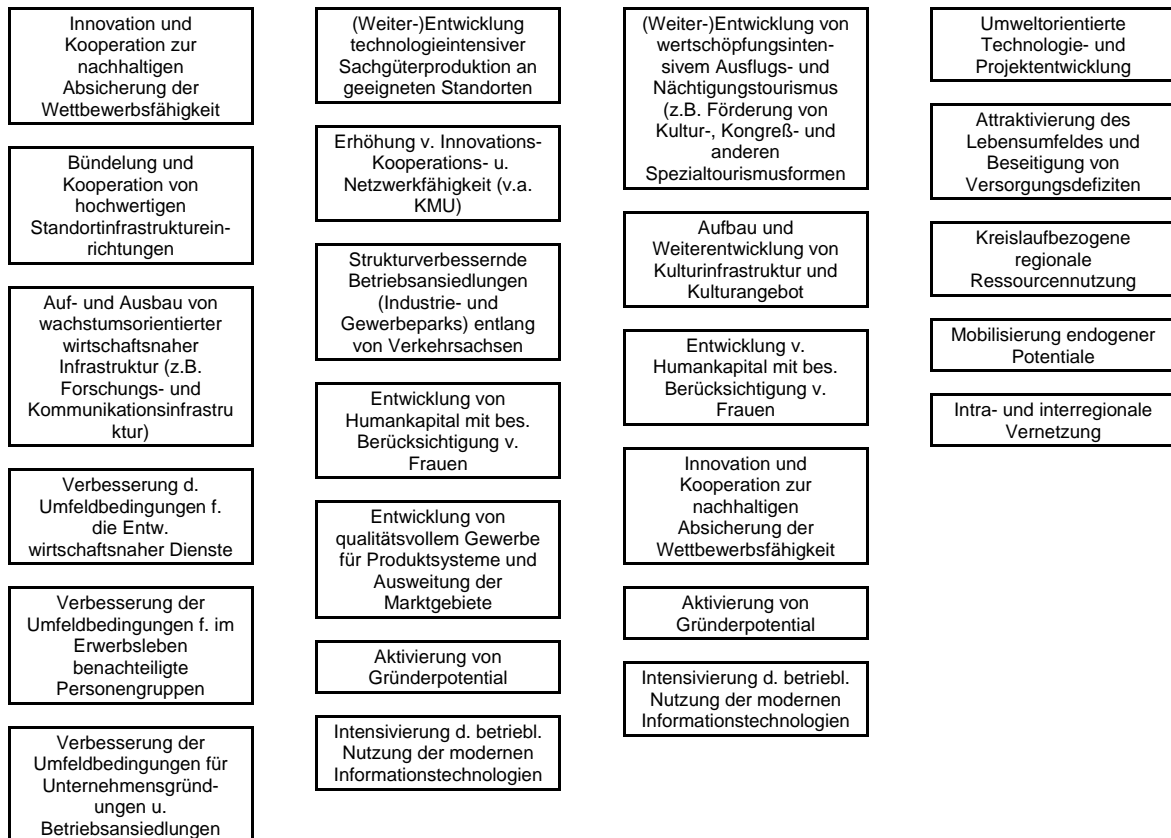 Innovation und
Kooperation zur
nachhaltigen
Absicherung der
Wettbewerbsfähigkeit
Bündelung und
Kooperation von
hochwertigen
Standortinfrastrukturein-
richtungen
Auf- und Ausbau von
wachstumsorientierter
wirtschaftsnaher
Infrastruktur (z.B.
Forschungs- und
Kommunikationsinfrastru
ktur)
Verbesserung d.
Umfeldbedingungen f.
die Entw.
wirtschaftsnaher Dienste
Verbesserung der
Umfeldbedingungen f. im
Erwerbsleben
benachteiligte
Personengruppen
Verbesserung der
Umfeldbedingungen für
Unternehmensgründ-
ungen u.
Betriebsansiedlungen
(Weiter-)Entwicklung
technologieintensiver
Sachgüterproduktion an
geeigneten Standorten
Erhöhung v. Innovations-
Kooperations- u.
Netzwerkfähigkeit (v.a.
KMU)
Strukturverbessernde
Betriebsansiedlungen
(Industrie- und
Gewerbeparks) entlang
von Verkehrsachsen
Entwicklung von
Humankapital mit bes.
Berücksichtigung v.
Frauen
Entwicklung von
qualitätsvollem Gewerbe
für Produktsysteme und
Ausweitung der
Marktgebiete
Aktivierung von
Gründerpotential
Intensivierung d. betriebl.
Nutzung der modernen
Informationstechnologien
(Weiter-)Entwicklung von
wertschöpfungsinten-
sivem Ausflugs- und
Nächtigungstourismus
(z.B. Förderung von
Kultur-, Kongreß- und
anderen
Spezialtourismusformen
Aufbau und
Weiterentwicklung von
Kulturinfrastruktur und
Kulturangebot
Entwicklung v.
Humankapital mit bes.
Berücksichtigung v.
Frauen
Innovation und
Kooperation zur
nachhaltigen
Absicherung der
Wettbewerbsfähigkeit
Aktivierung von
Gründerpotential
Intensivierung d. betriebl.
Nutzung der modernen
Informationstechnologien
Umweltorientierte
Technologie- und
Projektentwicklung
Attraktivierung des
Lebensumfeldes und
Beseitigung von
Versorgungsdefiziten
Kreislaufbezogene
regionale
Ressourcennutzung
Mobilisierung endogener
Potentiale
Intra- und interregionale
Vernetzung